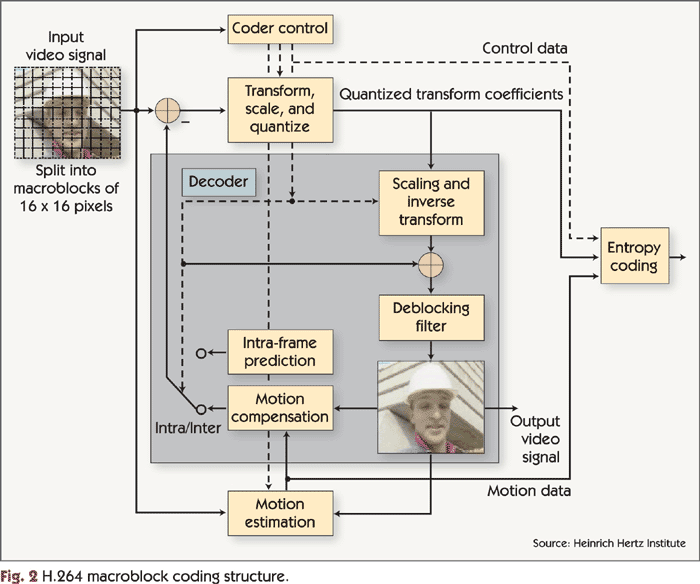 Input
video signal
Split into
macroblocks of
16 x 16 pixels
Coder control
Control data
Transform,
scale, and
quantize
Quantized transform coefficients
Decoder
Scaling and
inverse
transform
Entropy
coding
Deblocking
filter
Intra-frame
prediction
Motion
compensation
Intra/Inter
Output
video
signal
Motion data
Motion
estimation
Source: Heinrich Hertz Institute
Fig. 2 H.264 macroblock coding structure.